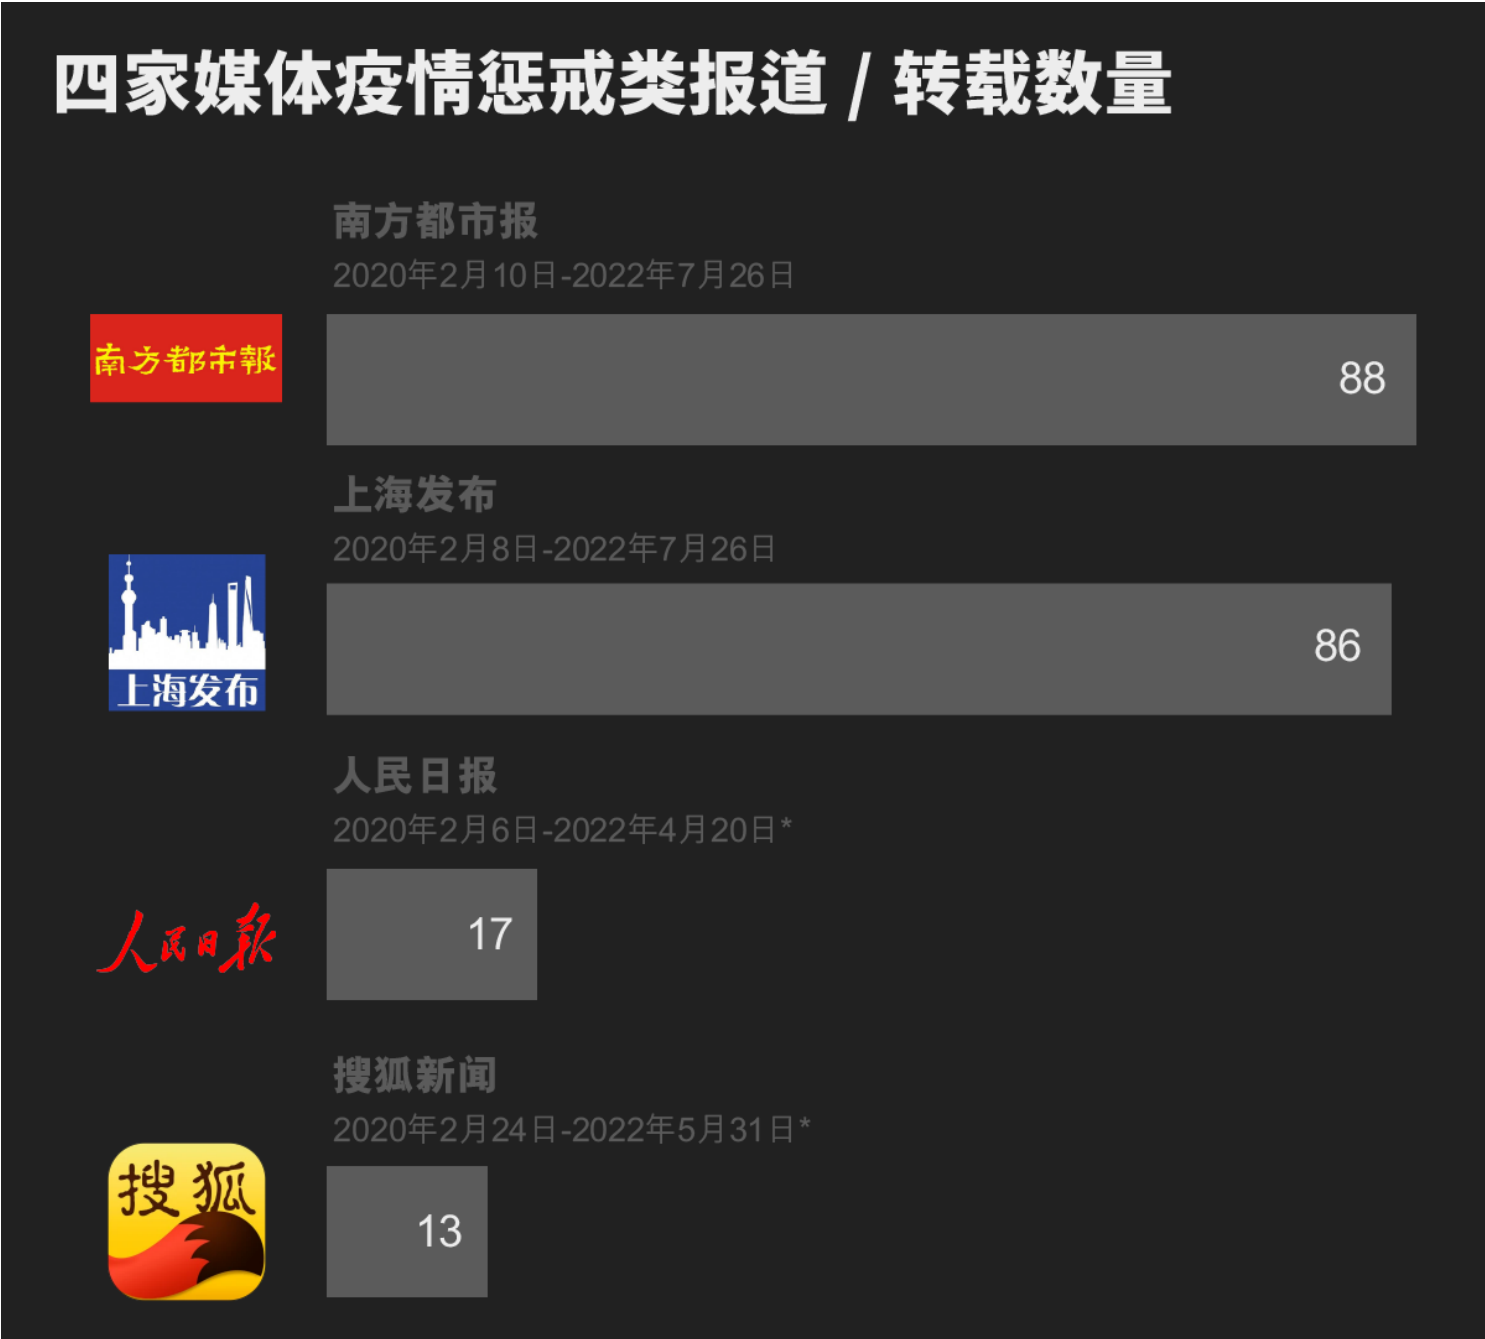 四家媒体疫情惩戒类报道 / 转载数量
南方都市报
2020年2月10日-2022年7月26日
南方都市報
88
上海发布
2020年2月8日-2022年7月26日
上海发布
86
人民日报
2020年2月6日-2022年4月20日*
人民日报
17
搜狐新闻
2020年2月24日-2022年5月31日*
搜狐
13